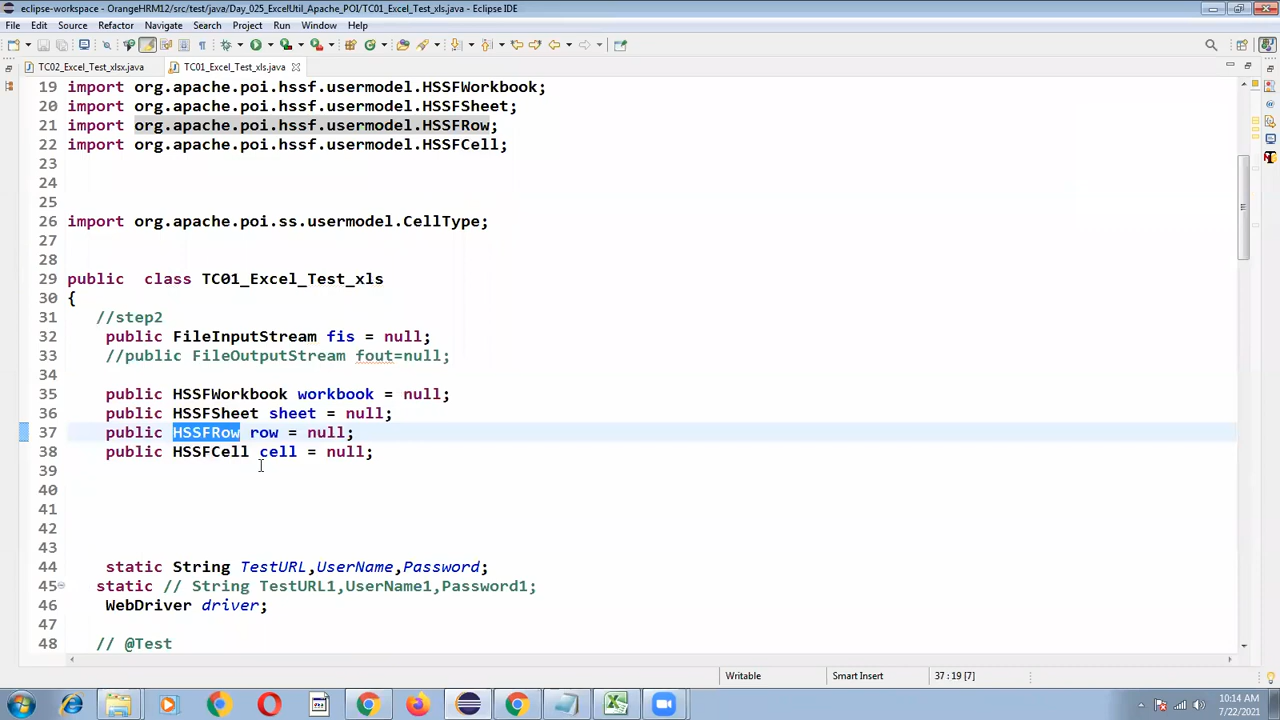 eclipse-workspace - OrangeHRM12/src/test/java/Day_025_ExcelUtil_Apache_POI/TC01_Excel_Test_xls.java - Eclipse IDE
File Edit Source Refactor Navigate Search Project Run Window Help
TC02_Excel_Test_xlsx.java TC01_Excel_Test_xls.java
19 import org.apache.poi.hssf.usermodel.HSSFWorkbook;
20 import org.apache.poi.hssf.usermodel.HSSFSheet;
21 import org.apache.poi.hssf.usermodel.HSSFRow;
22 import org.apache.poi.hssf.usermodel.HSSFCell;
23
24
25
26 import org.apache.poi.ss.usermodel.CellType;
27
28
29 public class TC01_Excel_Test_xls
30 {
31 //step2
32 public FileInputStream fis = null;
33 //public FileOutputStream fout=null;
34
35 public HSSFWorkbook workbook = null;
36 public HSSFSheet sheet = null;
37 public HSSFRow row = null;
38 public HSSFCell cell = null;
39
40
41
42
43
44 static String TestURL,UserName,Password;
45 static // String TestURL1,UserName1,Password1;
46 WebDriver driver;
47
48 // @Test
Writable Smart Insert 37 : 19 [7]
10:14 AM
7/22/2021